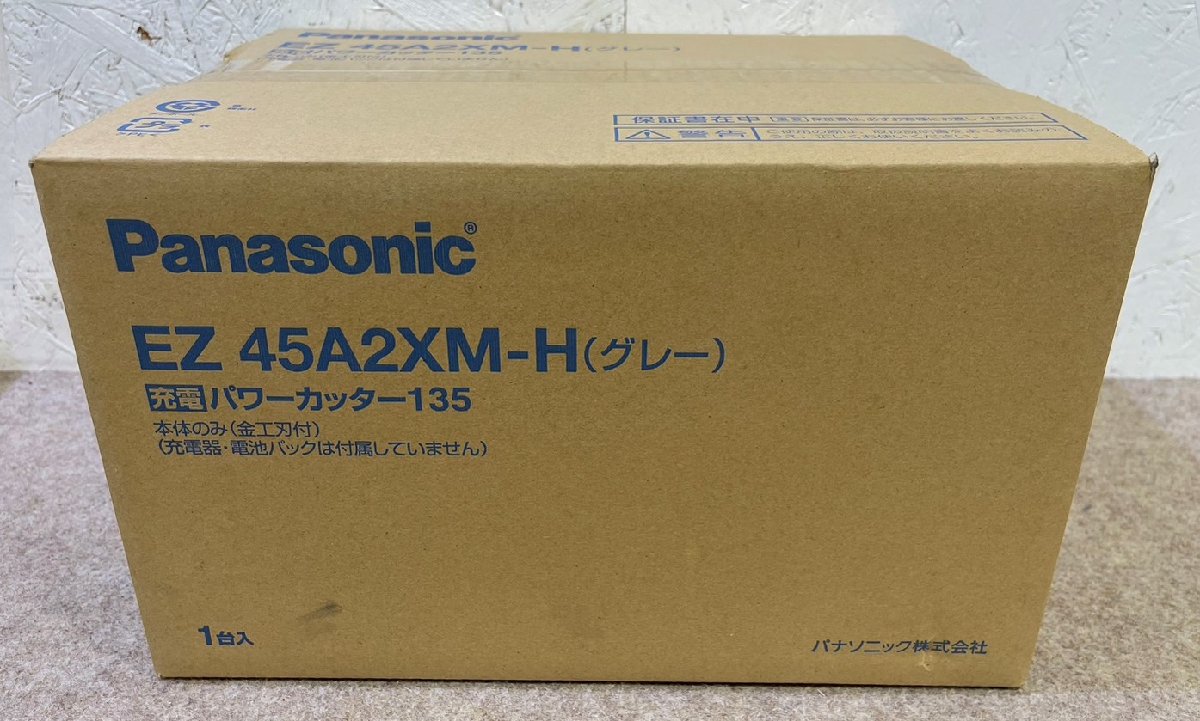 Panasonic
EZ 45A2XM-H(グレー)
保証書在中
警告
Panasonic®
EZ 45A2XM-H(グレー)
充電パワーカッター135
本体のみ(金工刃付)
(充電器・電池パックは付属していません)
1台入
パナソニック株式会社